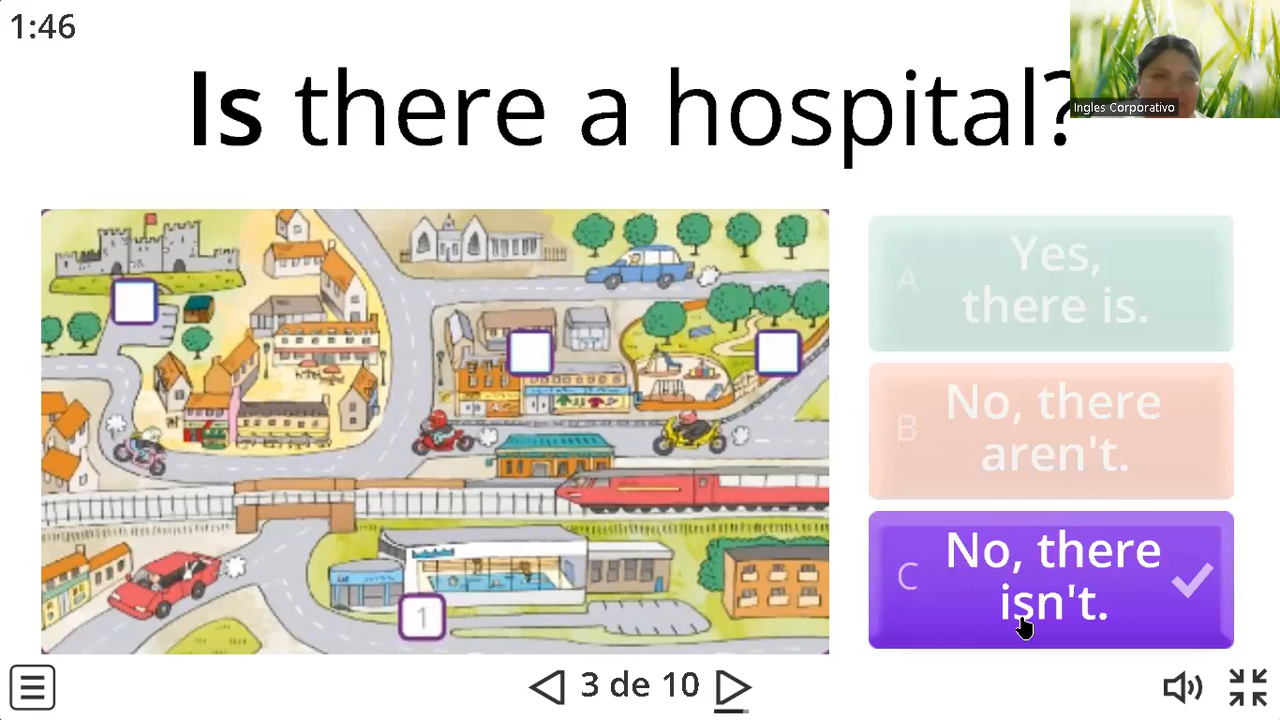 1:46
Is there a hospital?
Ingles Corporativo
A
Yes,
there is.
B
No, there
aren't.
C
No, there
isn't.
1
3 de 10